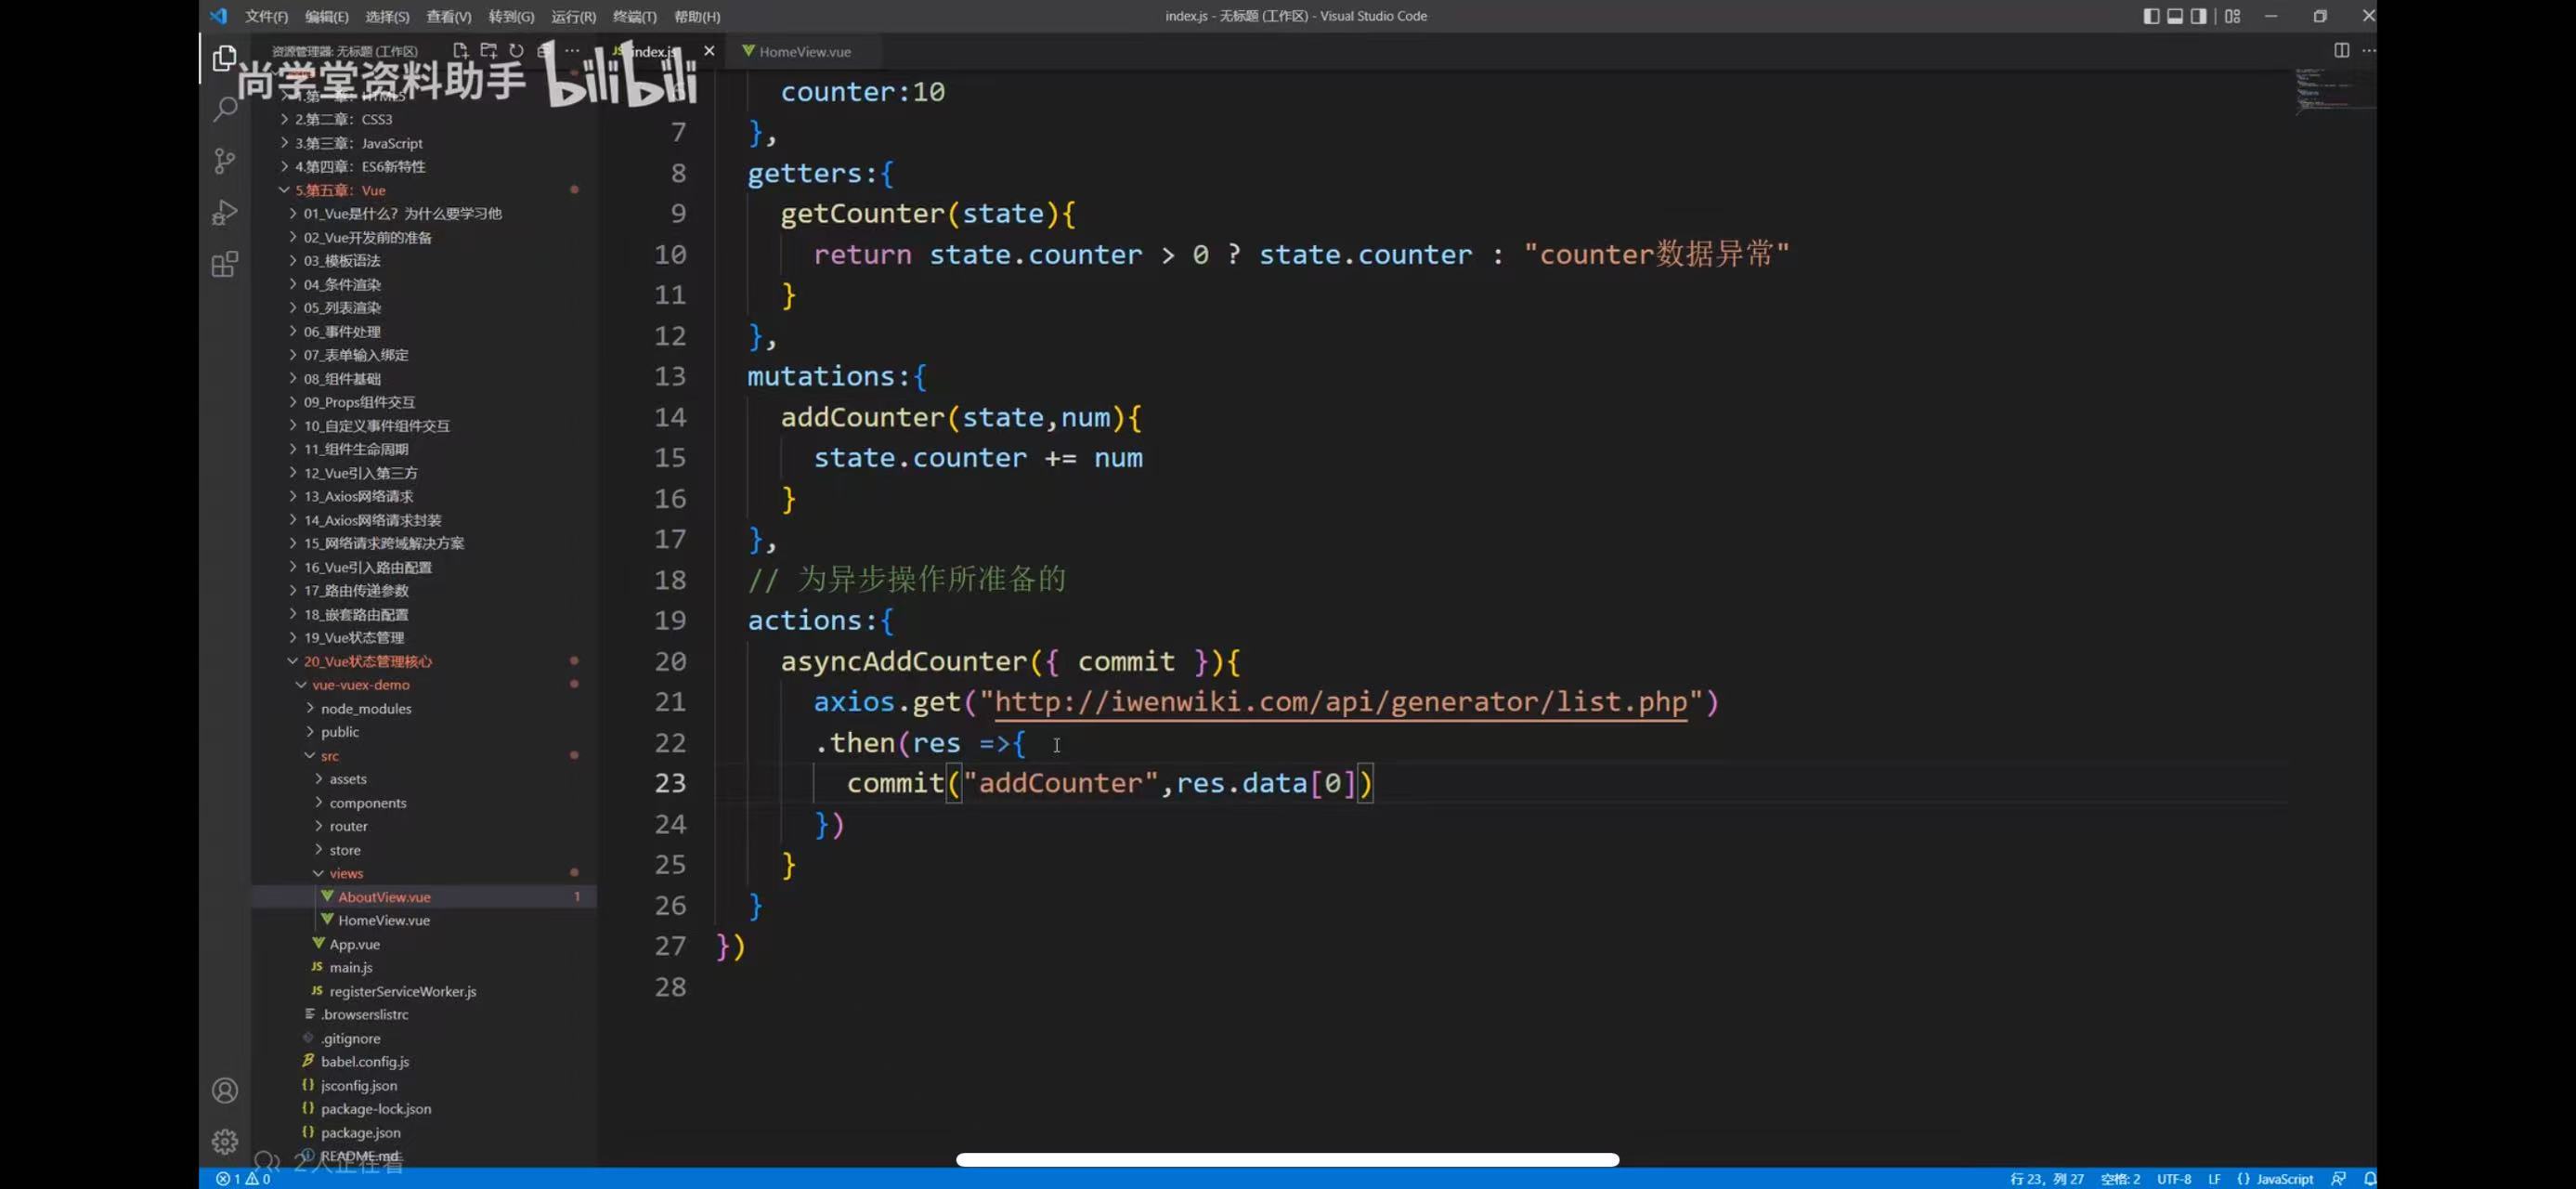 文件(F) 编辑(E) 选择(S) 查看(V) 转到(G) 运行(R) 终端(T) 帮助(H)
index.js - 无标题 (工作区) - Visual Studio Code
资源管理器: 无标题 (工作区)
JS index.js
HomeView.vue
尚学堂资料助手 bilibili
2.第二章：CSS3
3.第三章：JavaScript
4.第四章：ES6新特性
5.第五章：Vue
01_Vue是什么？为什么要学习他
02_Vue开发前的准备
03_模板语法
04_条件渲染
05_列表渲染
06_事件处理
07_表单输入绑定
08_组件基础
09_Props组件交互
10_自定义事件组件交互
11_组件生命周期
12_Vue引入第三方
13_Axios网络请求
14_Axios网络请求封装
15_网络请求跨域解决方案
16_Vue引入路由配置
17_路由传递参数
18_嵌套路由配置
19_Vue状态管理
20_Vue状态管理核心
vue-vuex-demo
node_modules
public
src
assets
components
router
store
views
AboutView.vue 1
HomeView.vue
App.vue
JS main.js
JS registerServiceWorker.js
.browserslistrc
.gitignore
babel.config.js
{} jsconfig.json
{} package-lock.json
{} package.json
README.md
2人正在看
counter:10
7 },
8 getters:{
9 getCounter(state){
10 return state.counter > 0 ? state.counter : "counter数据异常"
11 }
12 },
13 mutations:{
14 addCounter(state,num){
15 state.counter += num
16 }
17 },
18 // 为异步操作所准备的
19 actions:{
20 asyncAddCounter({ commit }){
21 axios.get("http://iwenwiki.com/api/generator/list.php")
22 .then(res =>{
23 commit("addCounter",res.data[0])
24 })
25 }
26 }
27 })
28
1 0
行 23，列 27 空格: 2 UTF-8 LF {} JavaScript